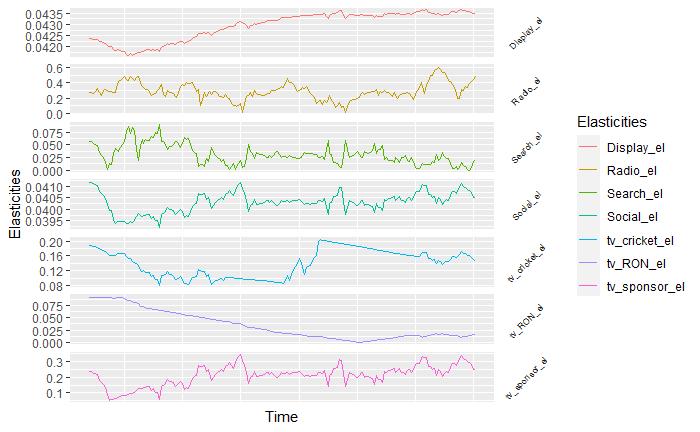 0.0435
0.0430
0.0425
0.0420
Display_el
0.6
0.4
0.2
0.0
Radio_el
0.075
0.050
0.025
0.000
Search_el
0.0410
0.0405
0.0400
0.0395
Social_el
0.20
0.16
0.12
0.08
tv_cricket_el
0.075
0.050
0.025
0.000
tv_RON_el
0.3
0.2
0.1
tv_sponsor_el
Elasticities
Time
Elasticities
Display_el
Radio_el
Search_el
Social_el
tv_cricket_el
tv_RON_el
tv_sponsor_el